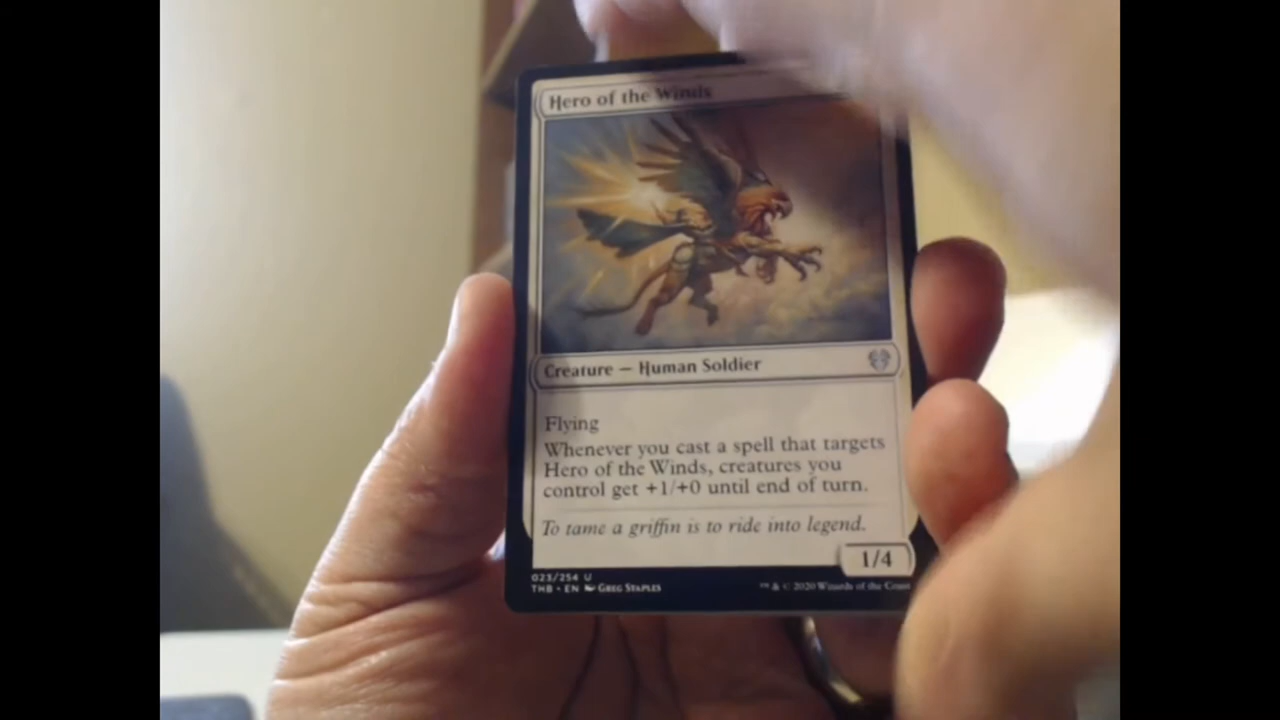 Hero of the Winds
Creature — Human Soldier
Flying
Whenever you cast a spell that targets
Hero of the Winds, creatures you
control get +1/+0 until end of turn.
To tame a griffin is to ride into legend.
1/4
023/254 U
THB • EN Greg Staples
™ & © 2020 Wizards of the Coast